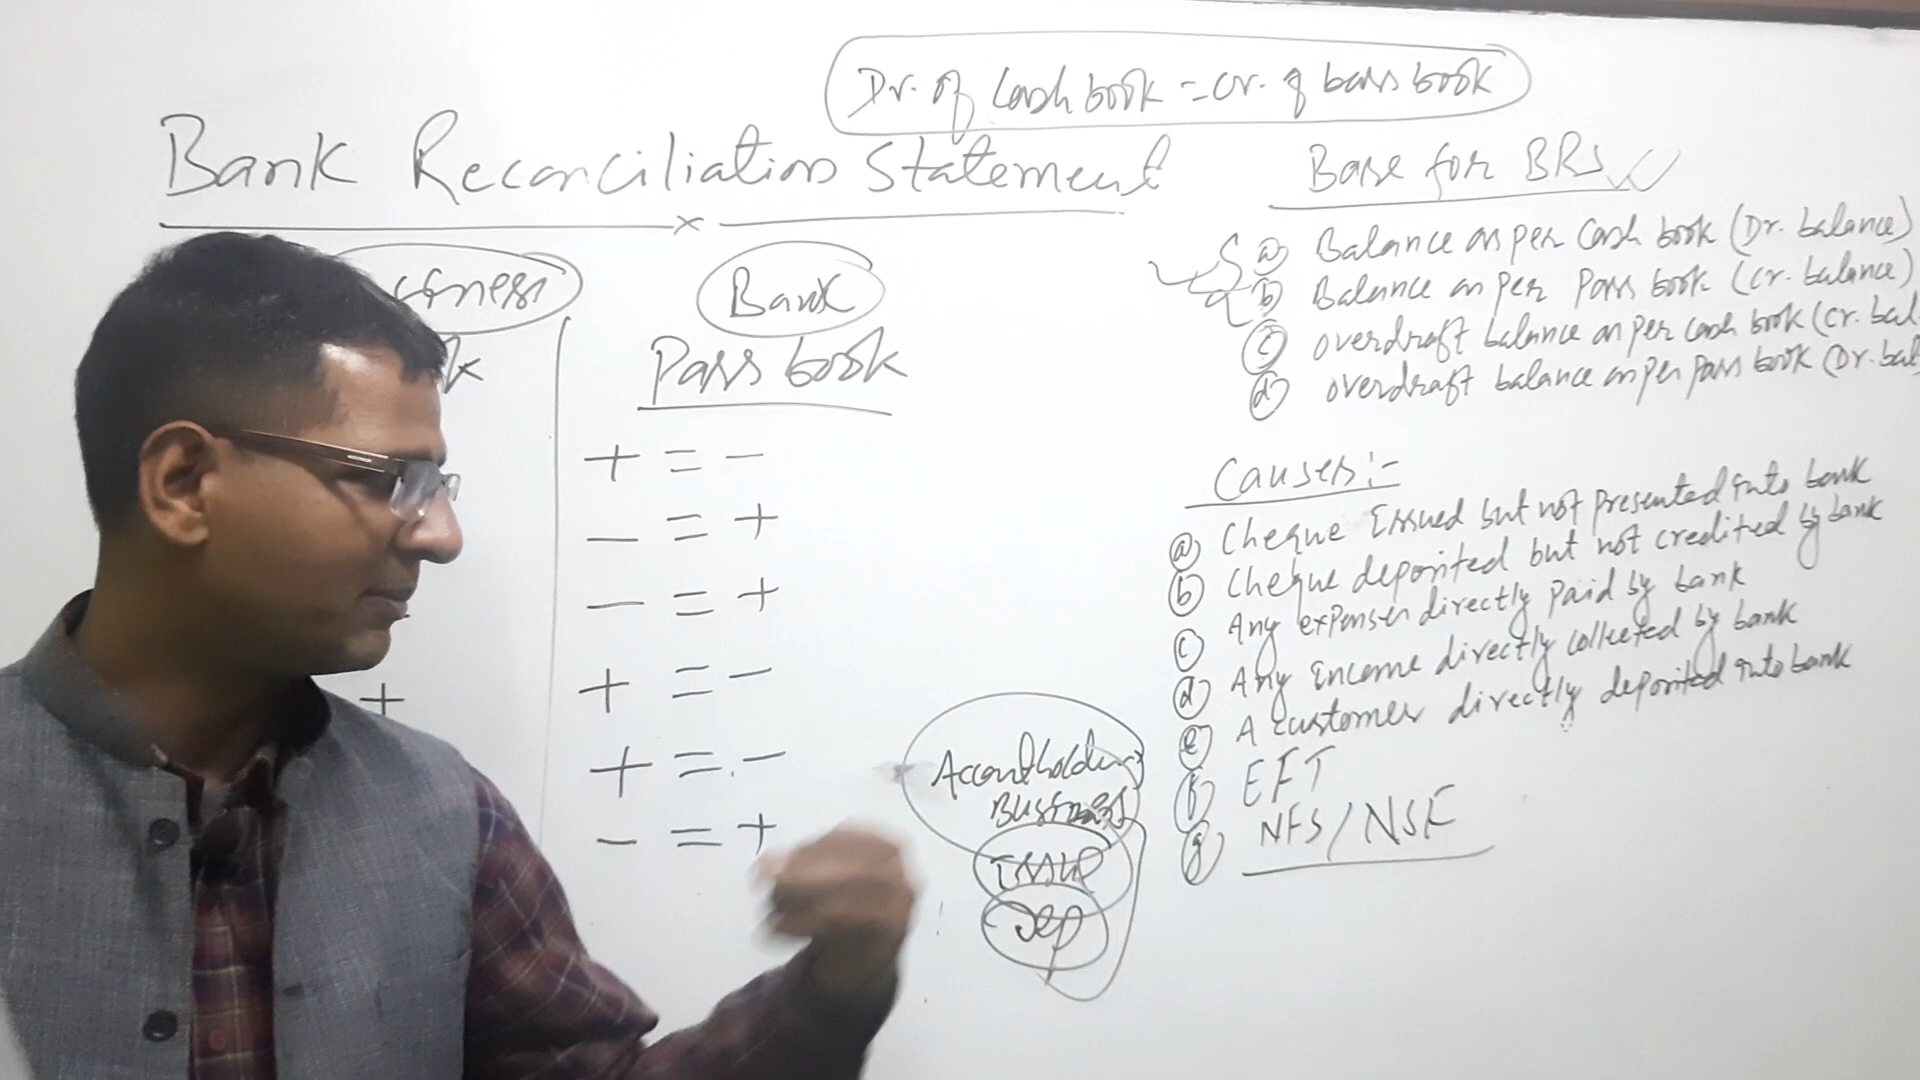 Dr. of Cash book = cr. of pass book
Bank Reconciliation Statement
x
Bank
Pass book
+ = -
- = +
- = +
+ = -
+ = -
- = +
+
Base for BRS
(a) Balance as per Cash book (Dr. balance)
(b) Balance as per Pass book (cr. balance)
(c) overdraft balance as per cash book (cr. bal
(d) overdraft balance as per pass book (Dr. bal
Causes:-
(a) Cheque Issued but not presented into bank
(b) Cheque deposited but not credited by bank
(c) Any expenses directly paid by bank
(d) Any Income directly collected by bank
(e) A customer directly deposited into bank
(f) EFT
(g) NFS/NSF
Accountholder
Business
Issue
Dep